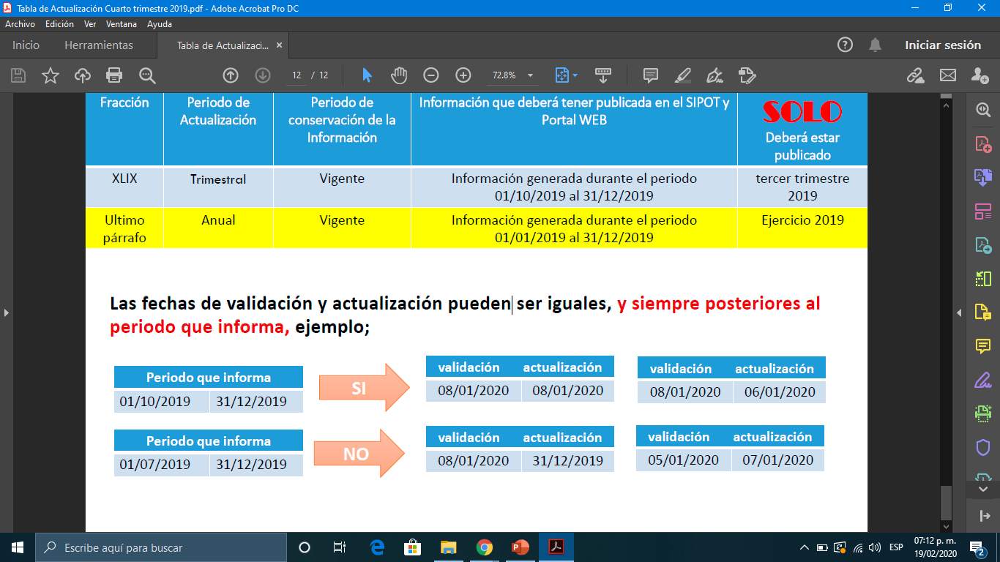 Tabla de Actualización Cuarto trimestre 2019.pdf - Adobe Acrobat Pro DC
Archivo Edición Ver Ventana Ayuda
Inicio Herramientas Tabla de Actualizaci... ×
12 / 12 72.8%
Iniciar sesión
Fracción
Periodo de
Actualización
Periodo de
conservación de la
Información
Información que deberá tener publicada en el SIPOT y
Portal WEB
SOLO
Deberá estar
publicado
XLIX
Trimestral
Vigente
Información generada durante el periodo
01/10/2019 al 31/12/2019
tercer trimestre
2019
Ultimo
párrafo
Anual
Vigente
Información generada durante el periodo
01/01/2019 al 31/12/2019
Ejercicio 2019
Las fechas de validación y actualización pueden ser iguales, y siempre posteriores al
periodo que informa, ejemplo;
Periodo que informa
01/10/2019 31/12/2019
SI
validación actualización
08/01/2020 08/01/2020
validación actualización
08/01/2020 06/01/2020
Periodo que informa
01/07/2019 31/12/2019
NO
validación actualización
08/01/2020 31/12/2019
validación actualización
05/01/2020 07/01/2020
Escribe aquí para buscar
ESP
07:12 p. m.
19/02/2020
2